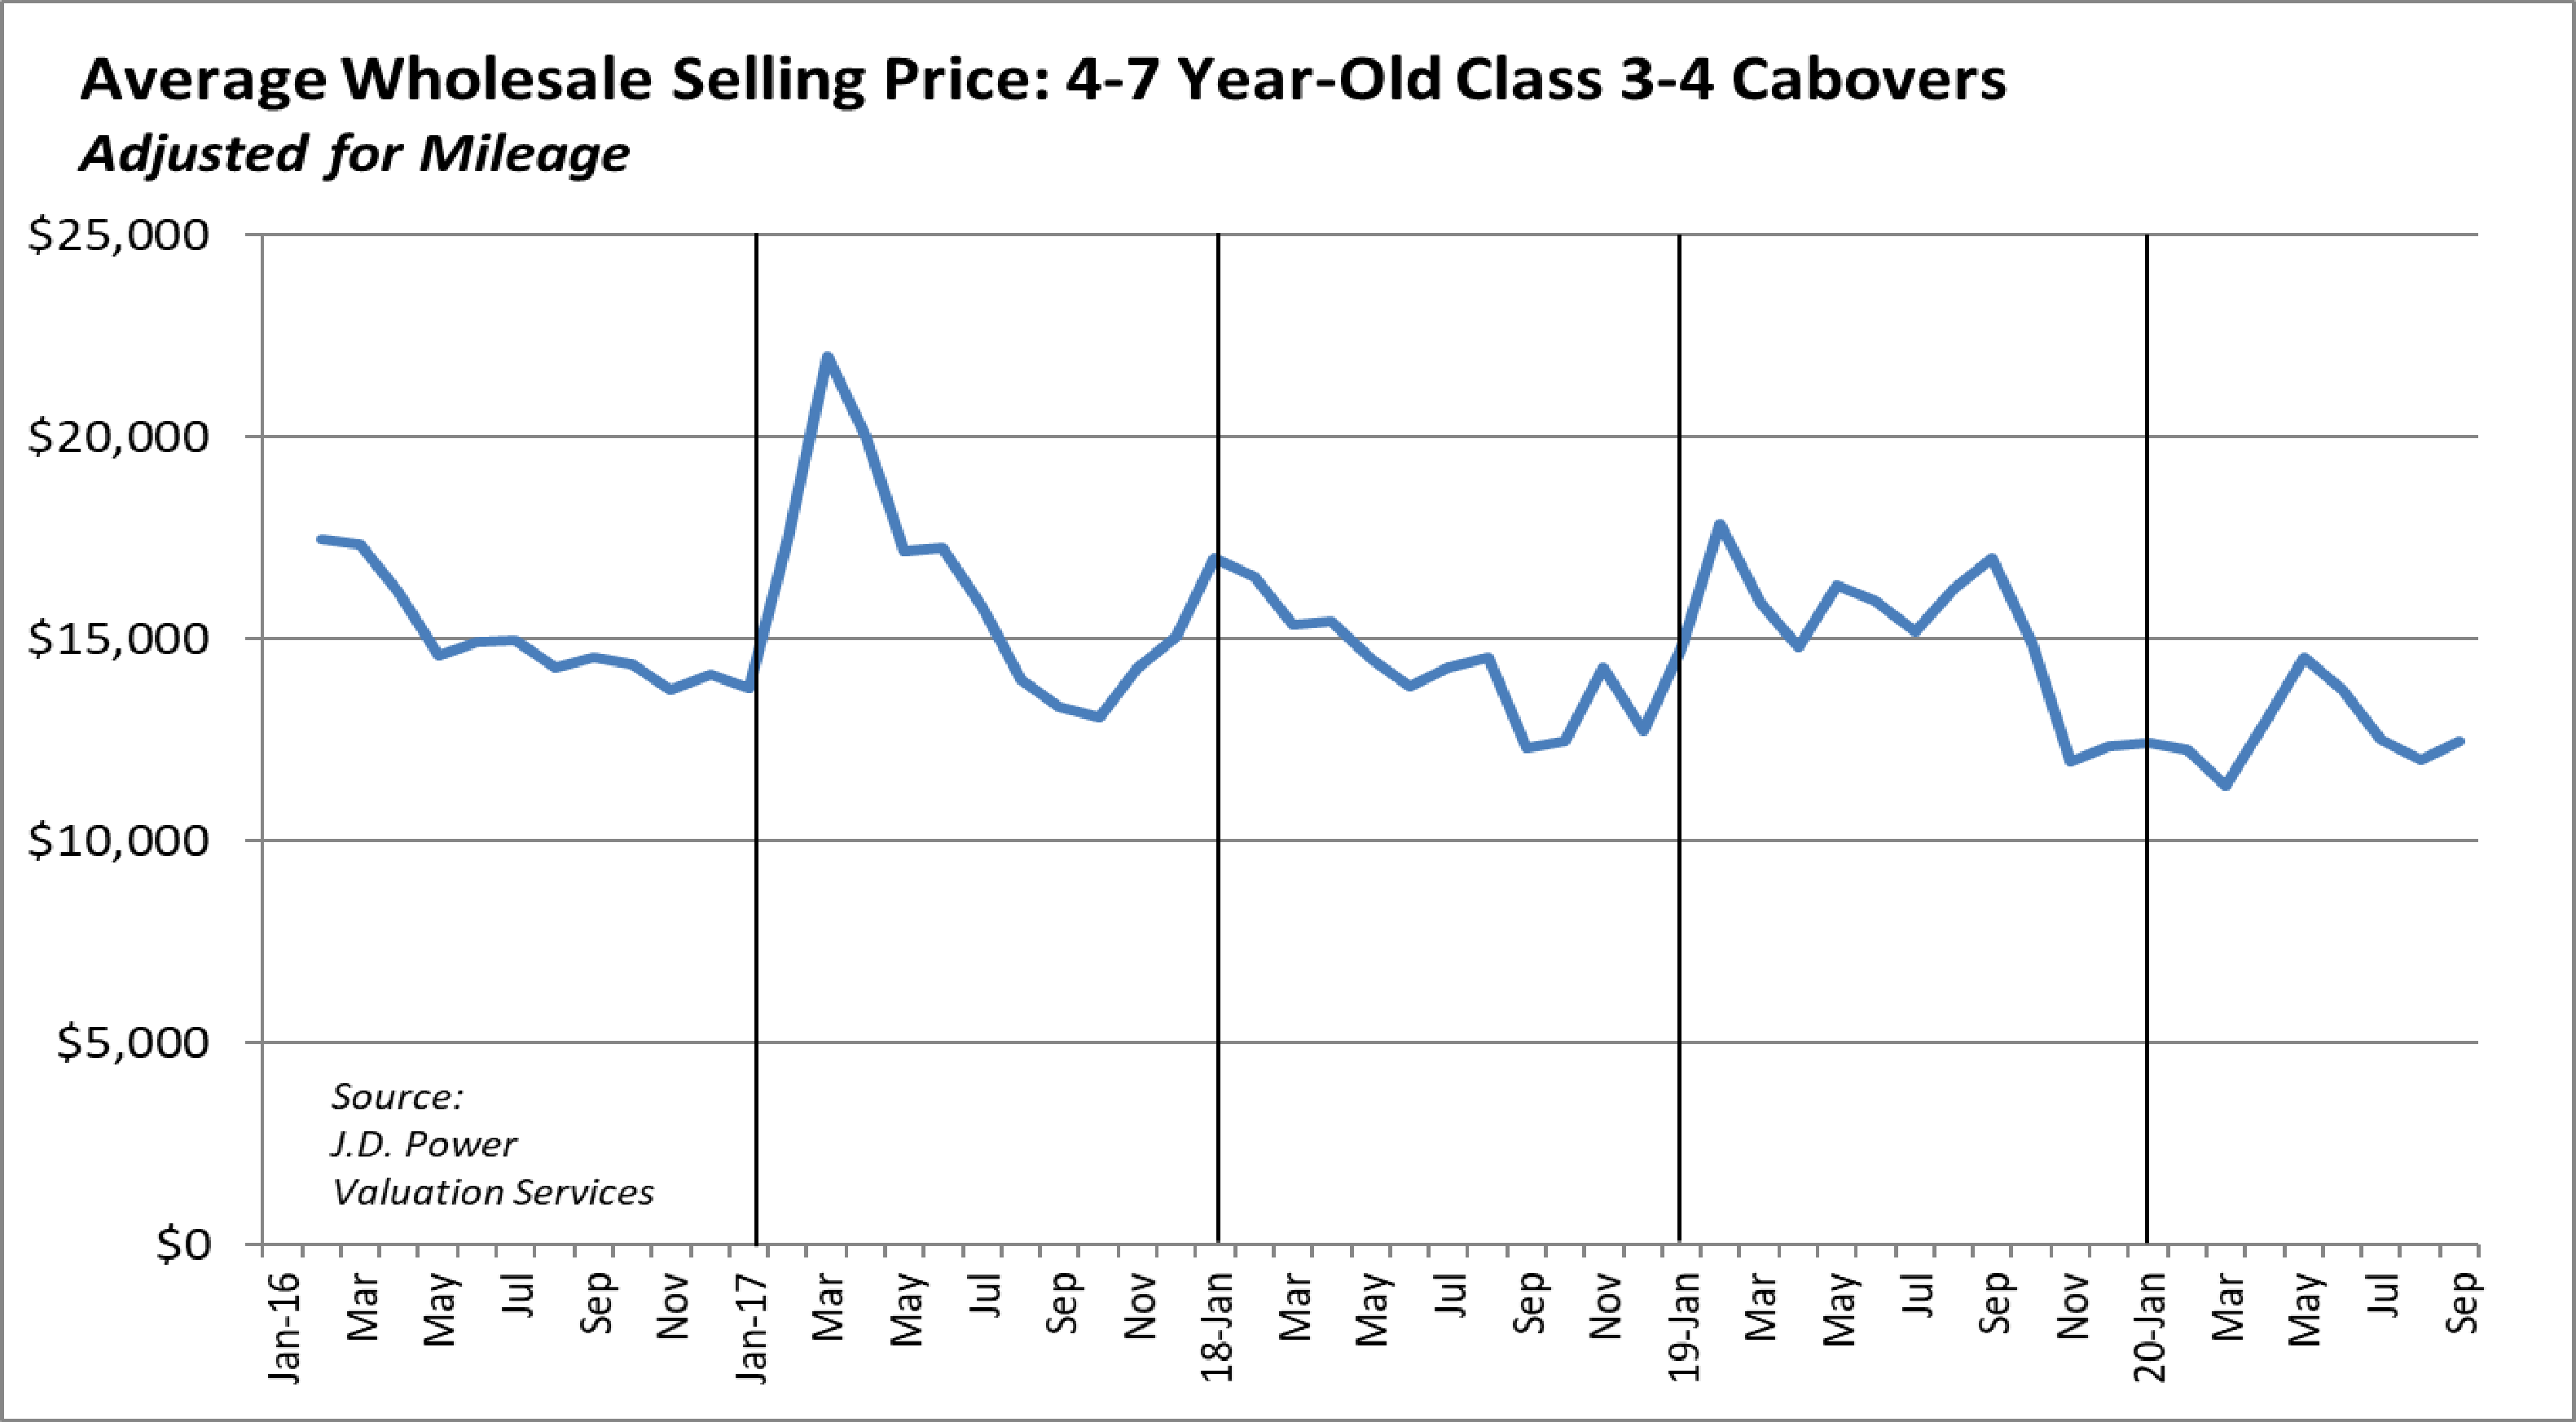 Average Wholesale Selling Price: 4-7 Year-Old Class 3-4 Cabovers
Adjusted for Mileage
$25,000
$20,000
$15,000
$10,000
$5,000
$0
Source:
J.D. Power
Valuation Services
Jan-16
Mar
May
Jul
Sep
Nov
Jan-17
Mar
May
Jul
Sep
Nov
18-Jan
Mar
May
Jul
Sep
Nov
19-Jan
Mar
May
Jul
Sep
Nov
20-Jan
Mar
May
Jul
Sep